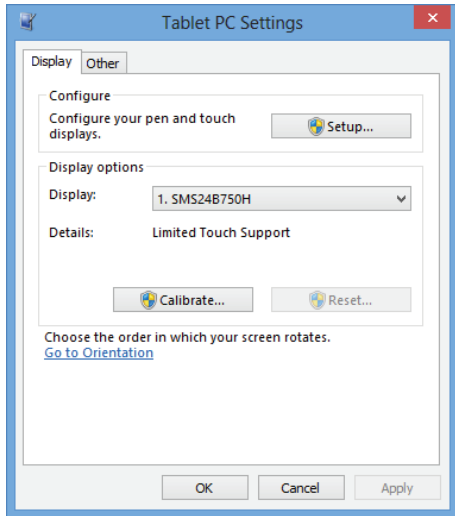 Tablet PC Settings
Display
Other
Configure
Configure your pen and touch
displays.
Setup...
Display options
Display:
1. SMS24B750H
Details:
Limited Touch Support
Calibrate...
Reset...
Choose the order in which your screen rotates.
Go to Orientation
OK
Cancel
Apply